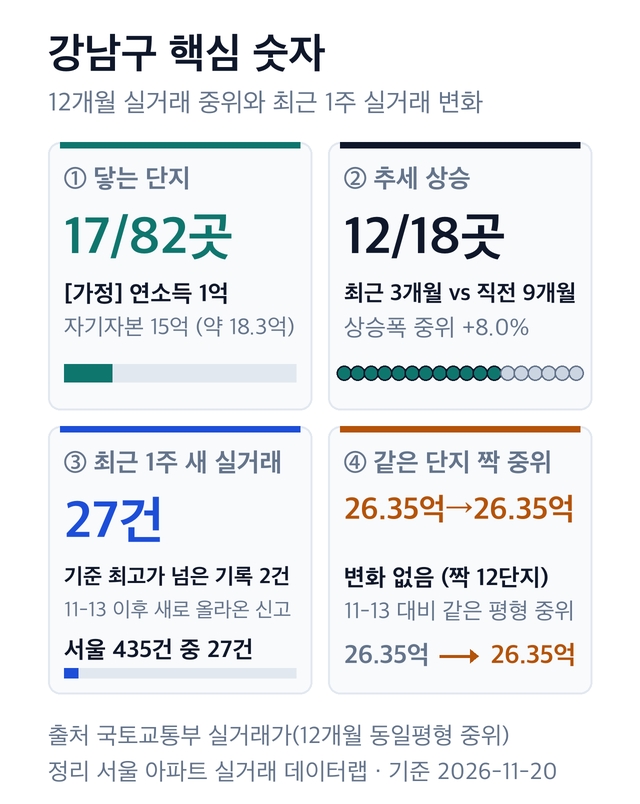 강남구 핵심 숫자
12개월 실거래 중위와 최근 1주 실거래 변화
① 닿는 단지
17/82곳
[가정] 연소득 1억
자기자본 15억 (약 18.3억)
② 추세 상승
12/18곳
최근 3개월 vs 직전 9개월
상승폭 중위 +8.0%
③ 최근 1주 새 실거래
27건
기준 최고가 넘은 기록 2건
11-13 이후 새로 올라온 신고
서울 435건 중 27건
④ 같은 단지 짝 중위
26.35억→26.35억
변화 없음 (짝 12단지)
11-13 대비 같은 평형 중위
26.35억 → 26.35억
출처 국토교통부 실거래가(12개월 동일평형 중위)
정리 서울 아파트 실거래 데이터랩 · 기준 2026-11-20